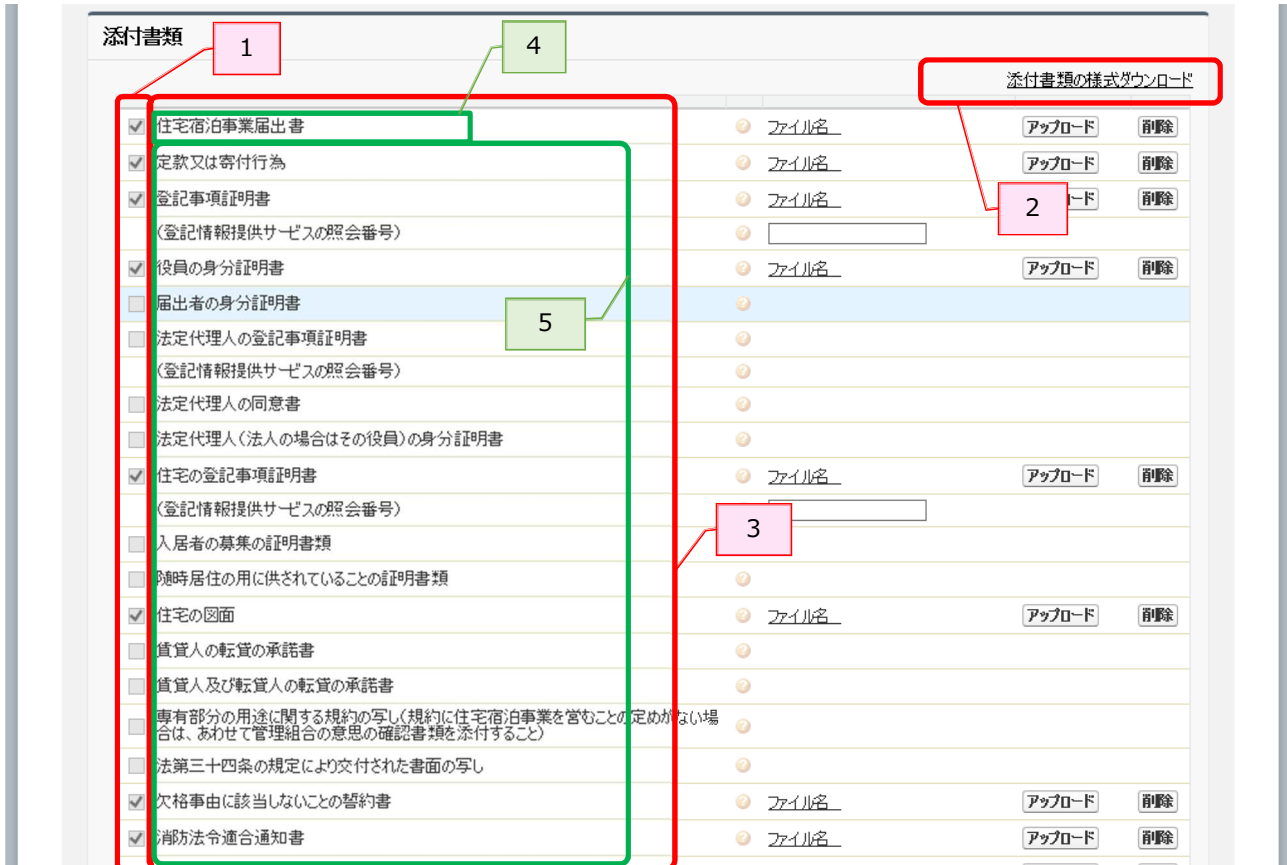 添付書類
1
4
添付書類の様式ダウンロード
住宅宿泊事業届出書 ファイル名 アップロード 削除
定款又は寄付行為 ファイル名 アップロード 削除
登記事項証明書 ファイル名 ード 削除
2
(登記情報提供サービスの照会番号)
役員の身分証明書 ファイル名 アップロード 削除
届出者の身分証明書
5
法定代理人の登記事項証明書
(登記情報提供サービスの照会番号)
法定代理人の同意書
法定代理人(法人の場合はその役員)の身分証明書
住宅の登記事項証明書 ファイル名 アップロード 削除
(登記情報提供サービスの照会番号)
3
入居者の募集の証明書類
随時居住の用に供されていることの証明書類
住宅の図面 ファイル名 アップロード 削除
賃貸人の転貸の承諾書
賃貸人及び転貸人の転貸の承諾書
専有部分の用途に関する規約の写し(規約に住宅宿泊事業を営むことの定めがない場
合は、あわせて管理組合の意思の確認書類を添付すること)
法第三十四条の規定により交付された書面の写し
欠格事由に該当しないことの誓約書 ファイル名 アップロード 削除
消防法令適合通知書 ファイル名 アップロード 削除